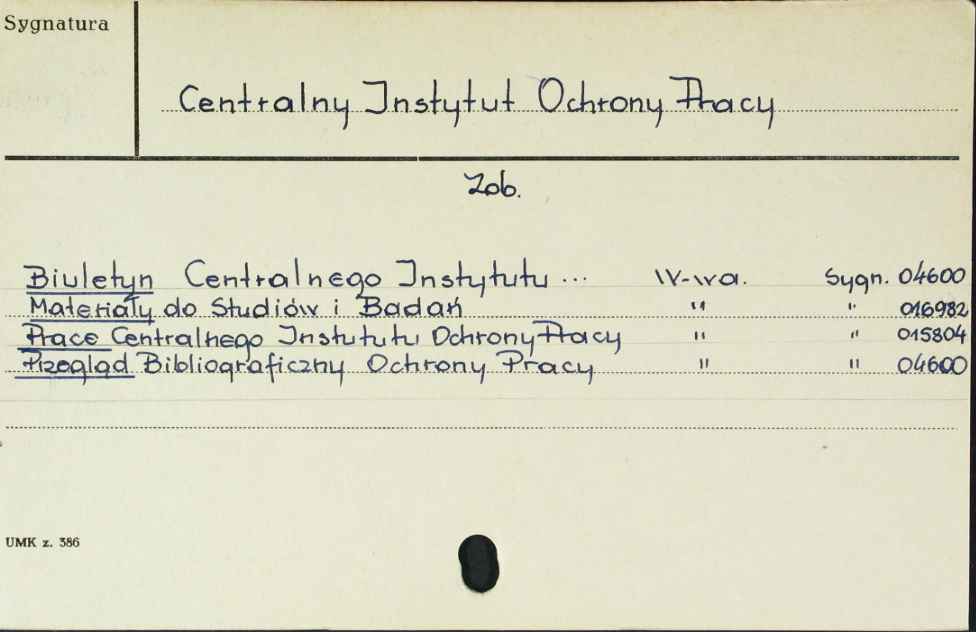 Sygnatura
Centralny Instytut Ochrony Pracy
Zob.
Biuletyn Centralnego Instytutu ... W-wa. Sygn. 04600
Materiały do Studiów i Badań " " 016982
Prace Centralnego Instytutu Ochrony Pracy " " 015804
Przegląd Bibliograficzny Ochrony Pracy " " 04600
UMK z. 386